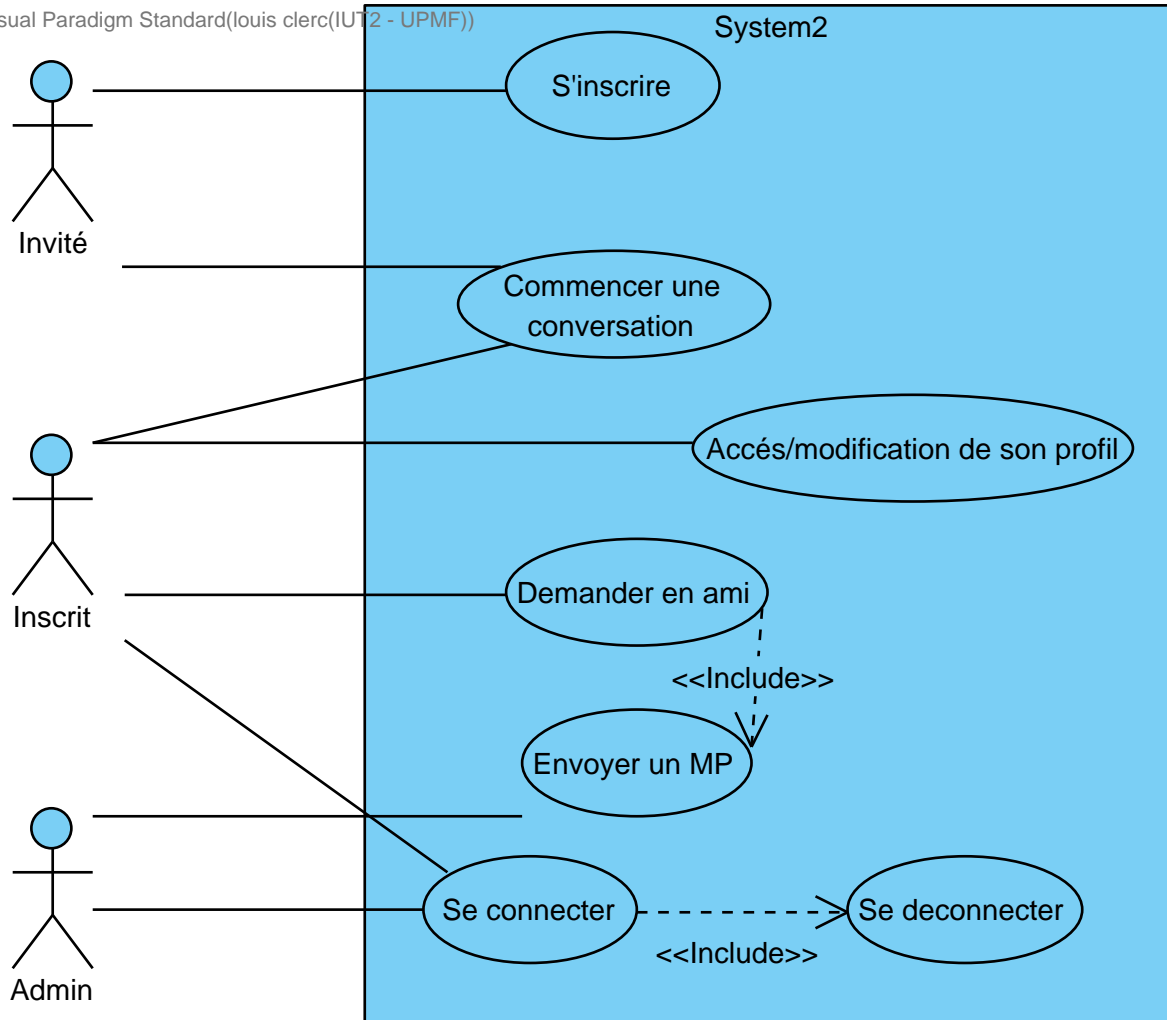 sual Paradigm Standard(louis clerc(IUT2 - UPMF))
System2
S'inscrire
Invité
Commencer une
conversation
Accés/modification de son profil
Demander en ami
Inscrit
<<Include>>
Envoyer un MP
Se connecter
Se deconnecter
<<Include>>
Admin